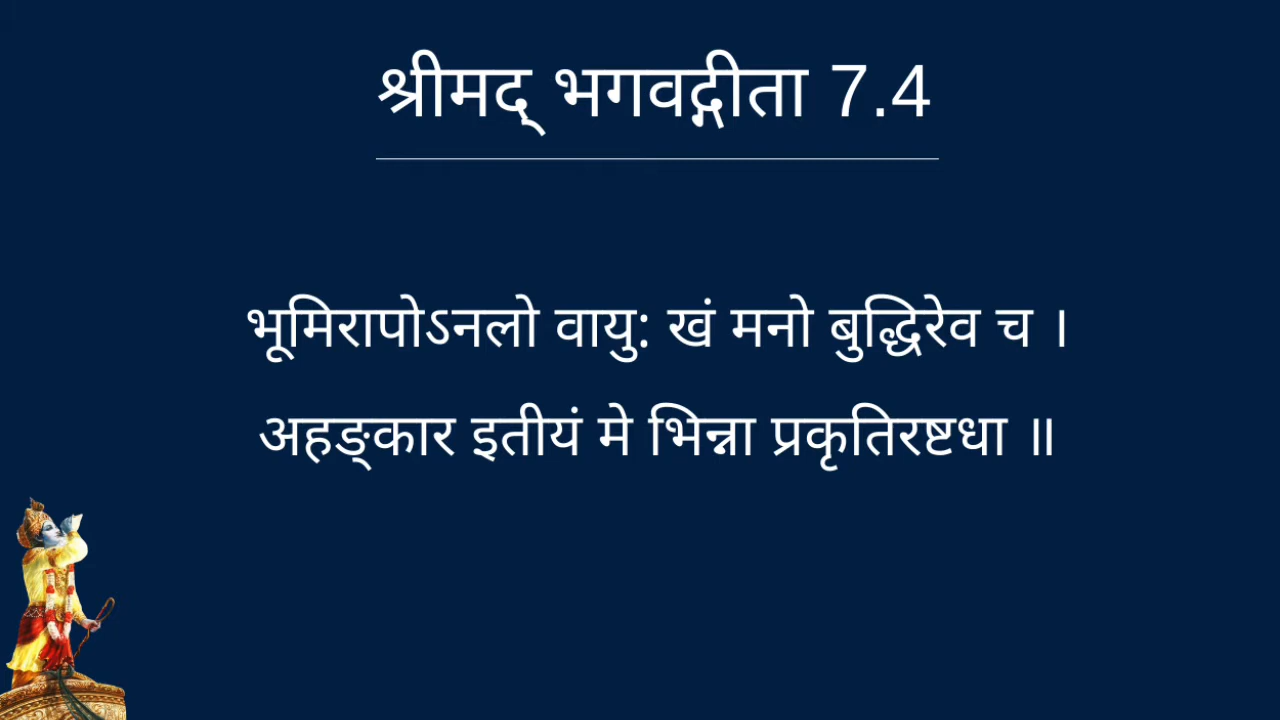 श्रीमद् भगवद्गीता 7.4
भूमिरापोऽनलो वायु: खं मनो बुद्धिरेव च ।
अहङ्कार इतीयं मे भिन्ना प्रकृतिरष्टधा ॥